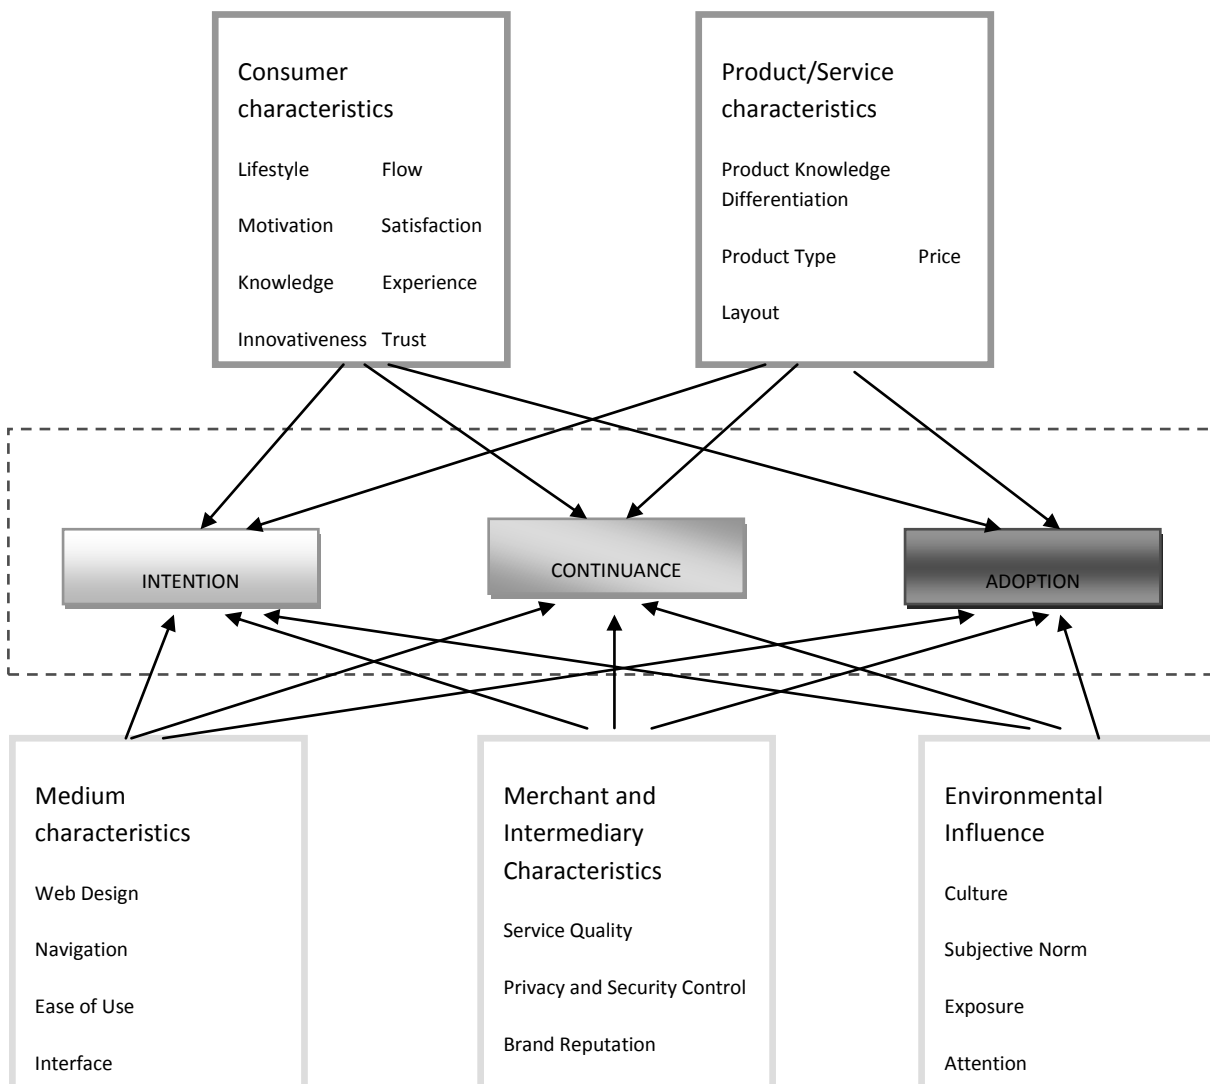 Consumer
characteristics
Lifestyle Flow
Motivation Satisfaction
Knowledge Experience
Innovativeness Trust
Product/Service
characteristics
Product Knowledge
Differentiation
Product Type Price
Layout
INTENTION
CONTINUANCE
ADOPTION
Medium
characteristics
Web Design
Navigation
Ease of Use
Interface
Merchant and
Intermediary
Characteristics
Service Quality
Privacy and Security Control
Brand Reputation
Environmental
Influence
Culture
Subjective Norm
Exposure
Attention